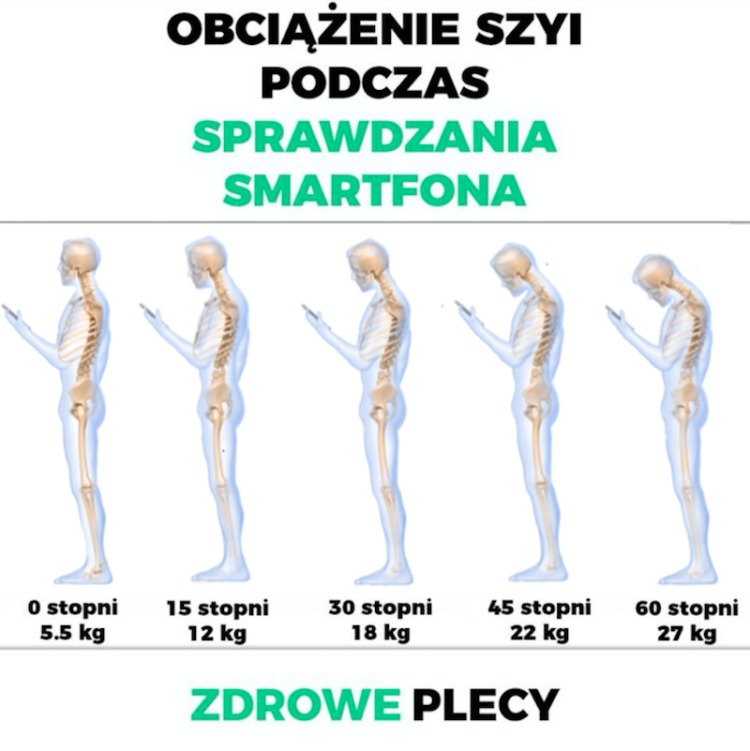 OBCIĄŻENIE SZYI
PODCZAS
SPRAWDZANIA
SMARTFONA
0 stopni 15 stopni 30 stopni 45 stopni 60 stopni
5.5 kg 12 kg 18 kg 22 kg 27 kg
ZDROWE PLECY